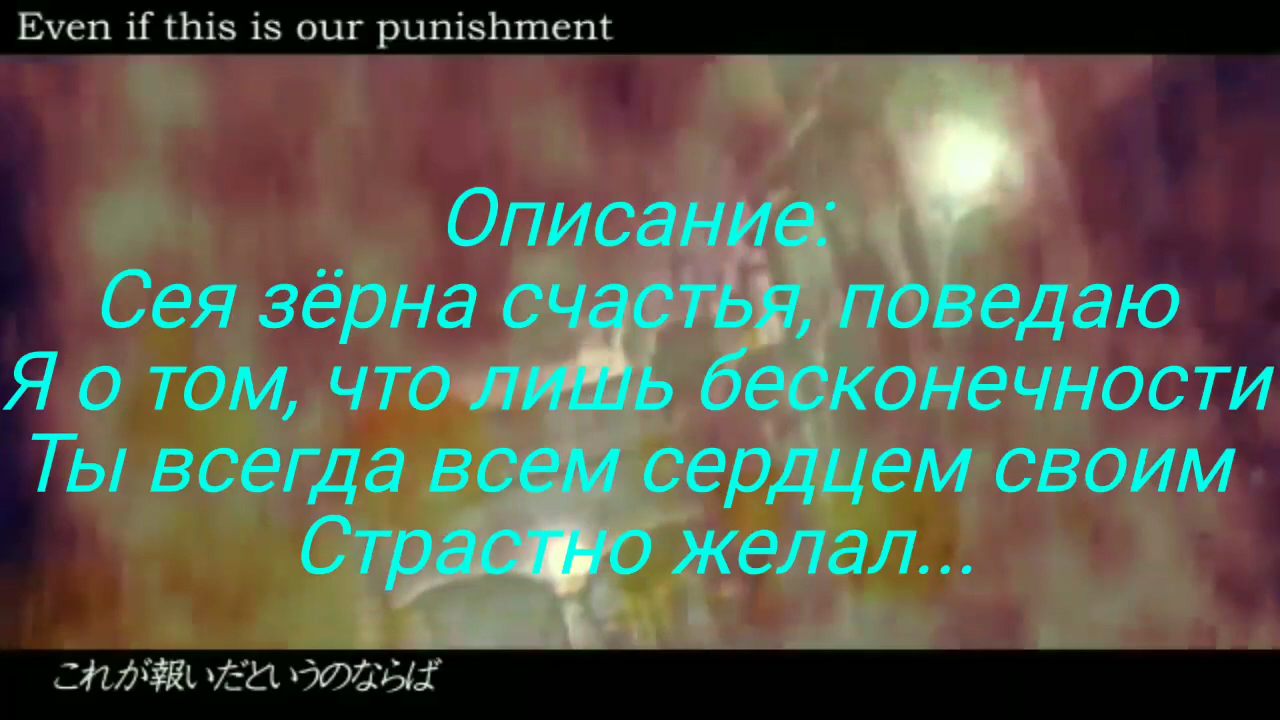 Even if this is our punishment
Описание:
Сея зёрна счастья, поведаю
Я о том, что лишь бесконечности
Ты всегда всем сердцем своим
Страстно желал...
これが報いだというのならば